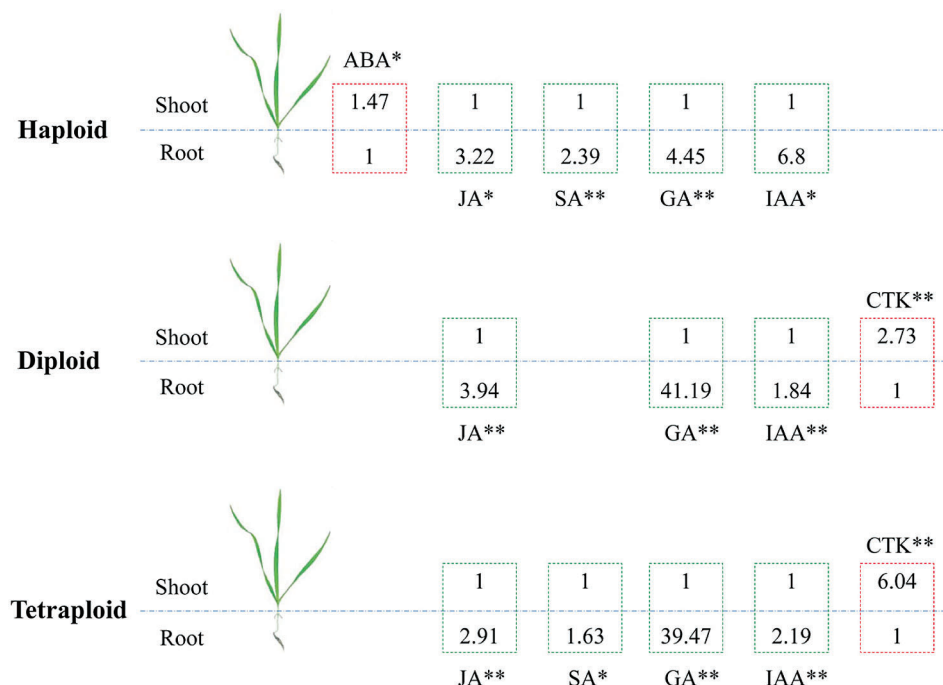 ABA*
Shoot 1.47 1 1 1 1
Haploid
Root 1 3.22 2.39 4.45 6.8
JA* SA** GA** IAA*
CTK**
Shoot 1 1 1 2.73
Diploid
Root 3.94 41.19 1.84 1
JA** GA** IAA**
CTK**
Shoot 1 1 1 1 6.04
Tetraploid
Root 2.91 1.63 39.47 2.19 1
JA** SA* GA** IAA**